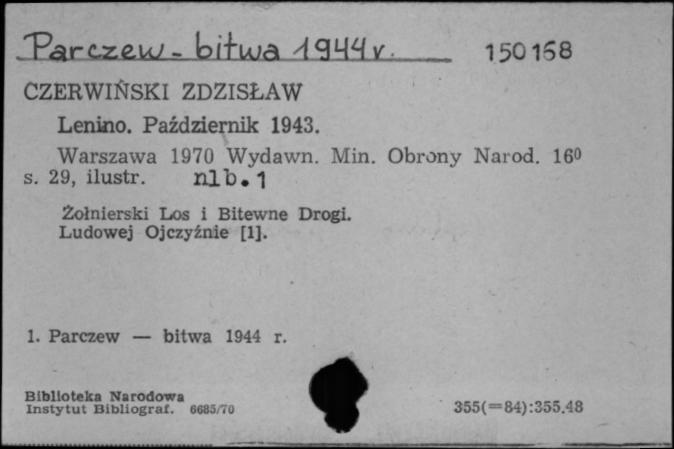 Parczew - bitwa 1944 r. 150168
CZERWIŃSKI ZDZISŁAW
Lenino. Październik 1943.
Warszawa 1970 Wydawn. Min. Obrony Narod. 16⁰
s. 29, ilustr. nlb. 1
Żołnierski Los i Bitewne Drogi.
Ludowej Ojczyźnie [1].
1. Parczew — bitwa 1944 r.
Biblioteka Narodowa
Instytut Bibliograf. 6685/70 355(=84):355.48